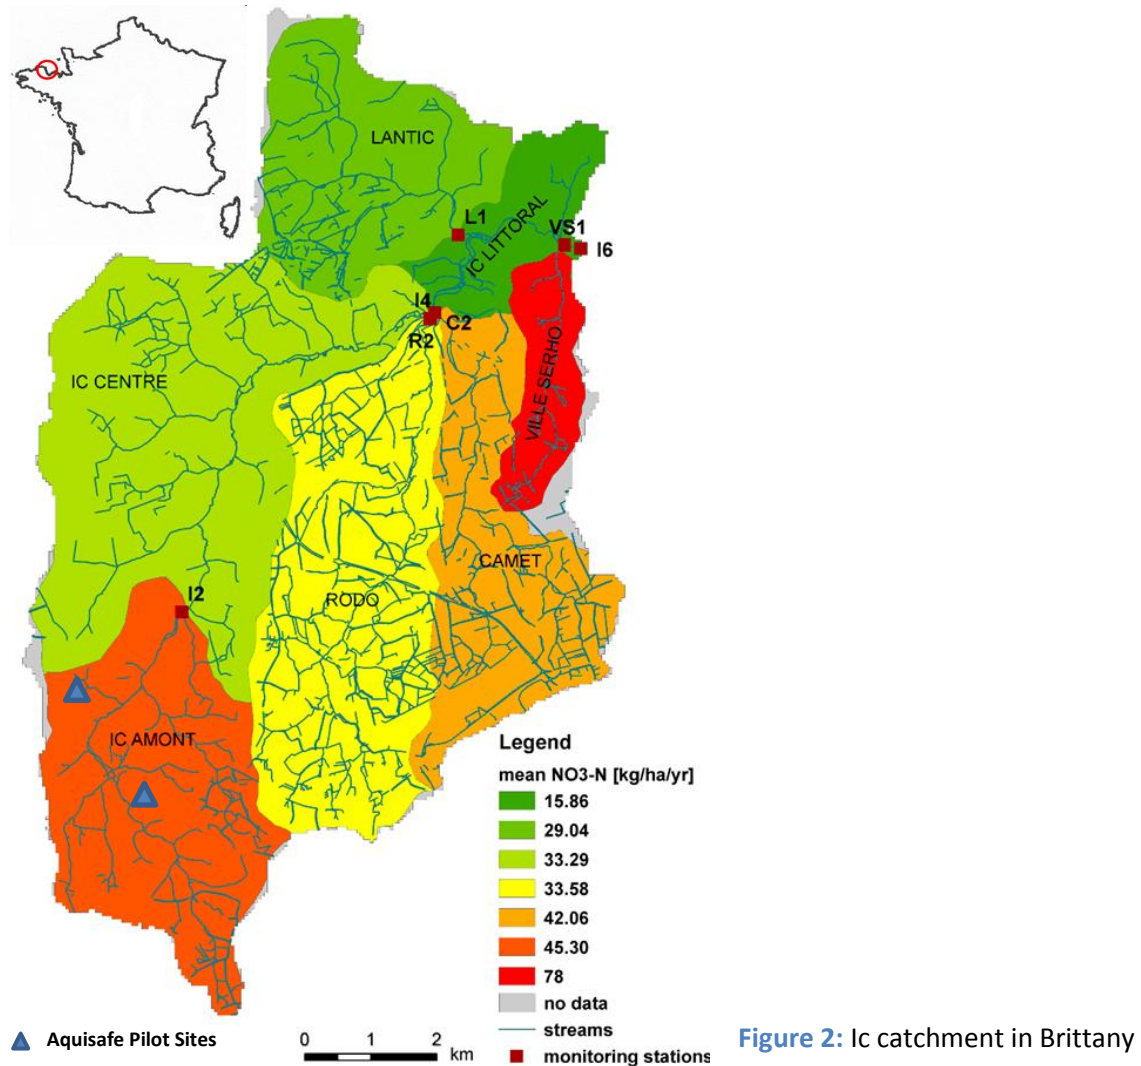 LANTIC
L1
IC LITTORAL
VS1
I6
I4
C2
R2
IC CENTRE
VILLE SERHO
CAMET
I2
RODO
IC AMONT
Legend
mean NO3-N [kg/ha/yr]
15.86
29.04
33.29
33.58
42.06
45.30
78
no data
streams
monitoring stations
Aquisafe Pilot Sites
0 1 2
km
Figure 2: Ic catchment in Brittany